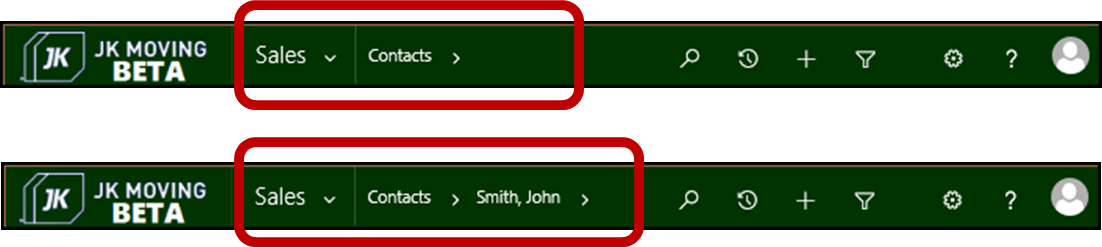 JK JK MOVING BETA Sales Contacts ?
JK JK MOVING BETA Sales Contacts Smith, John ?